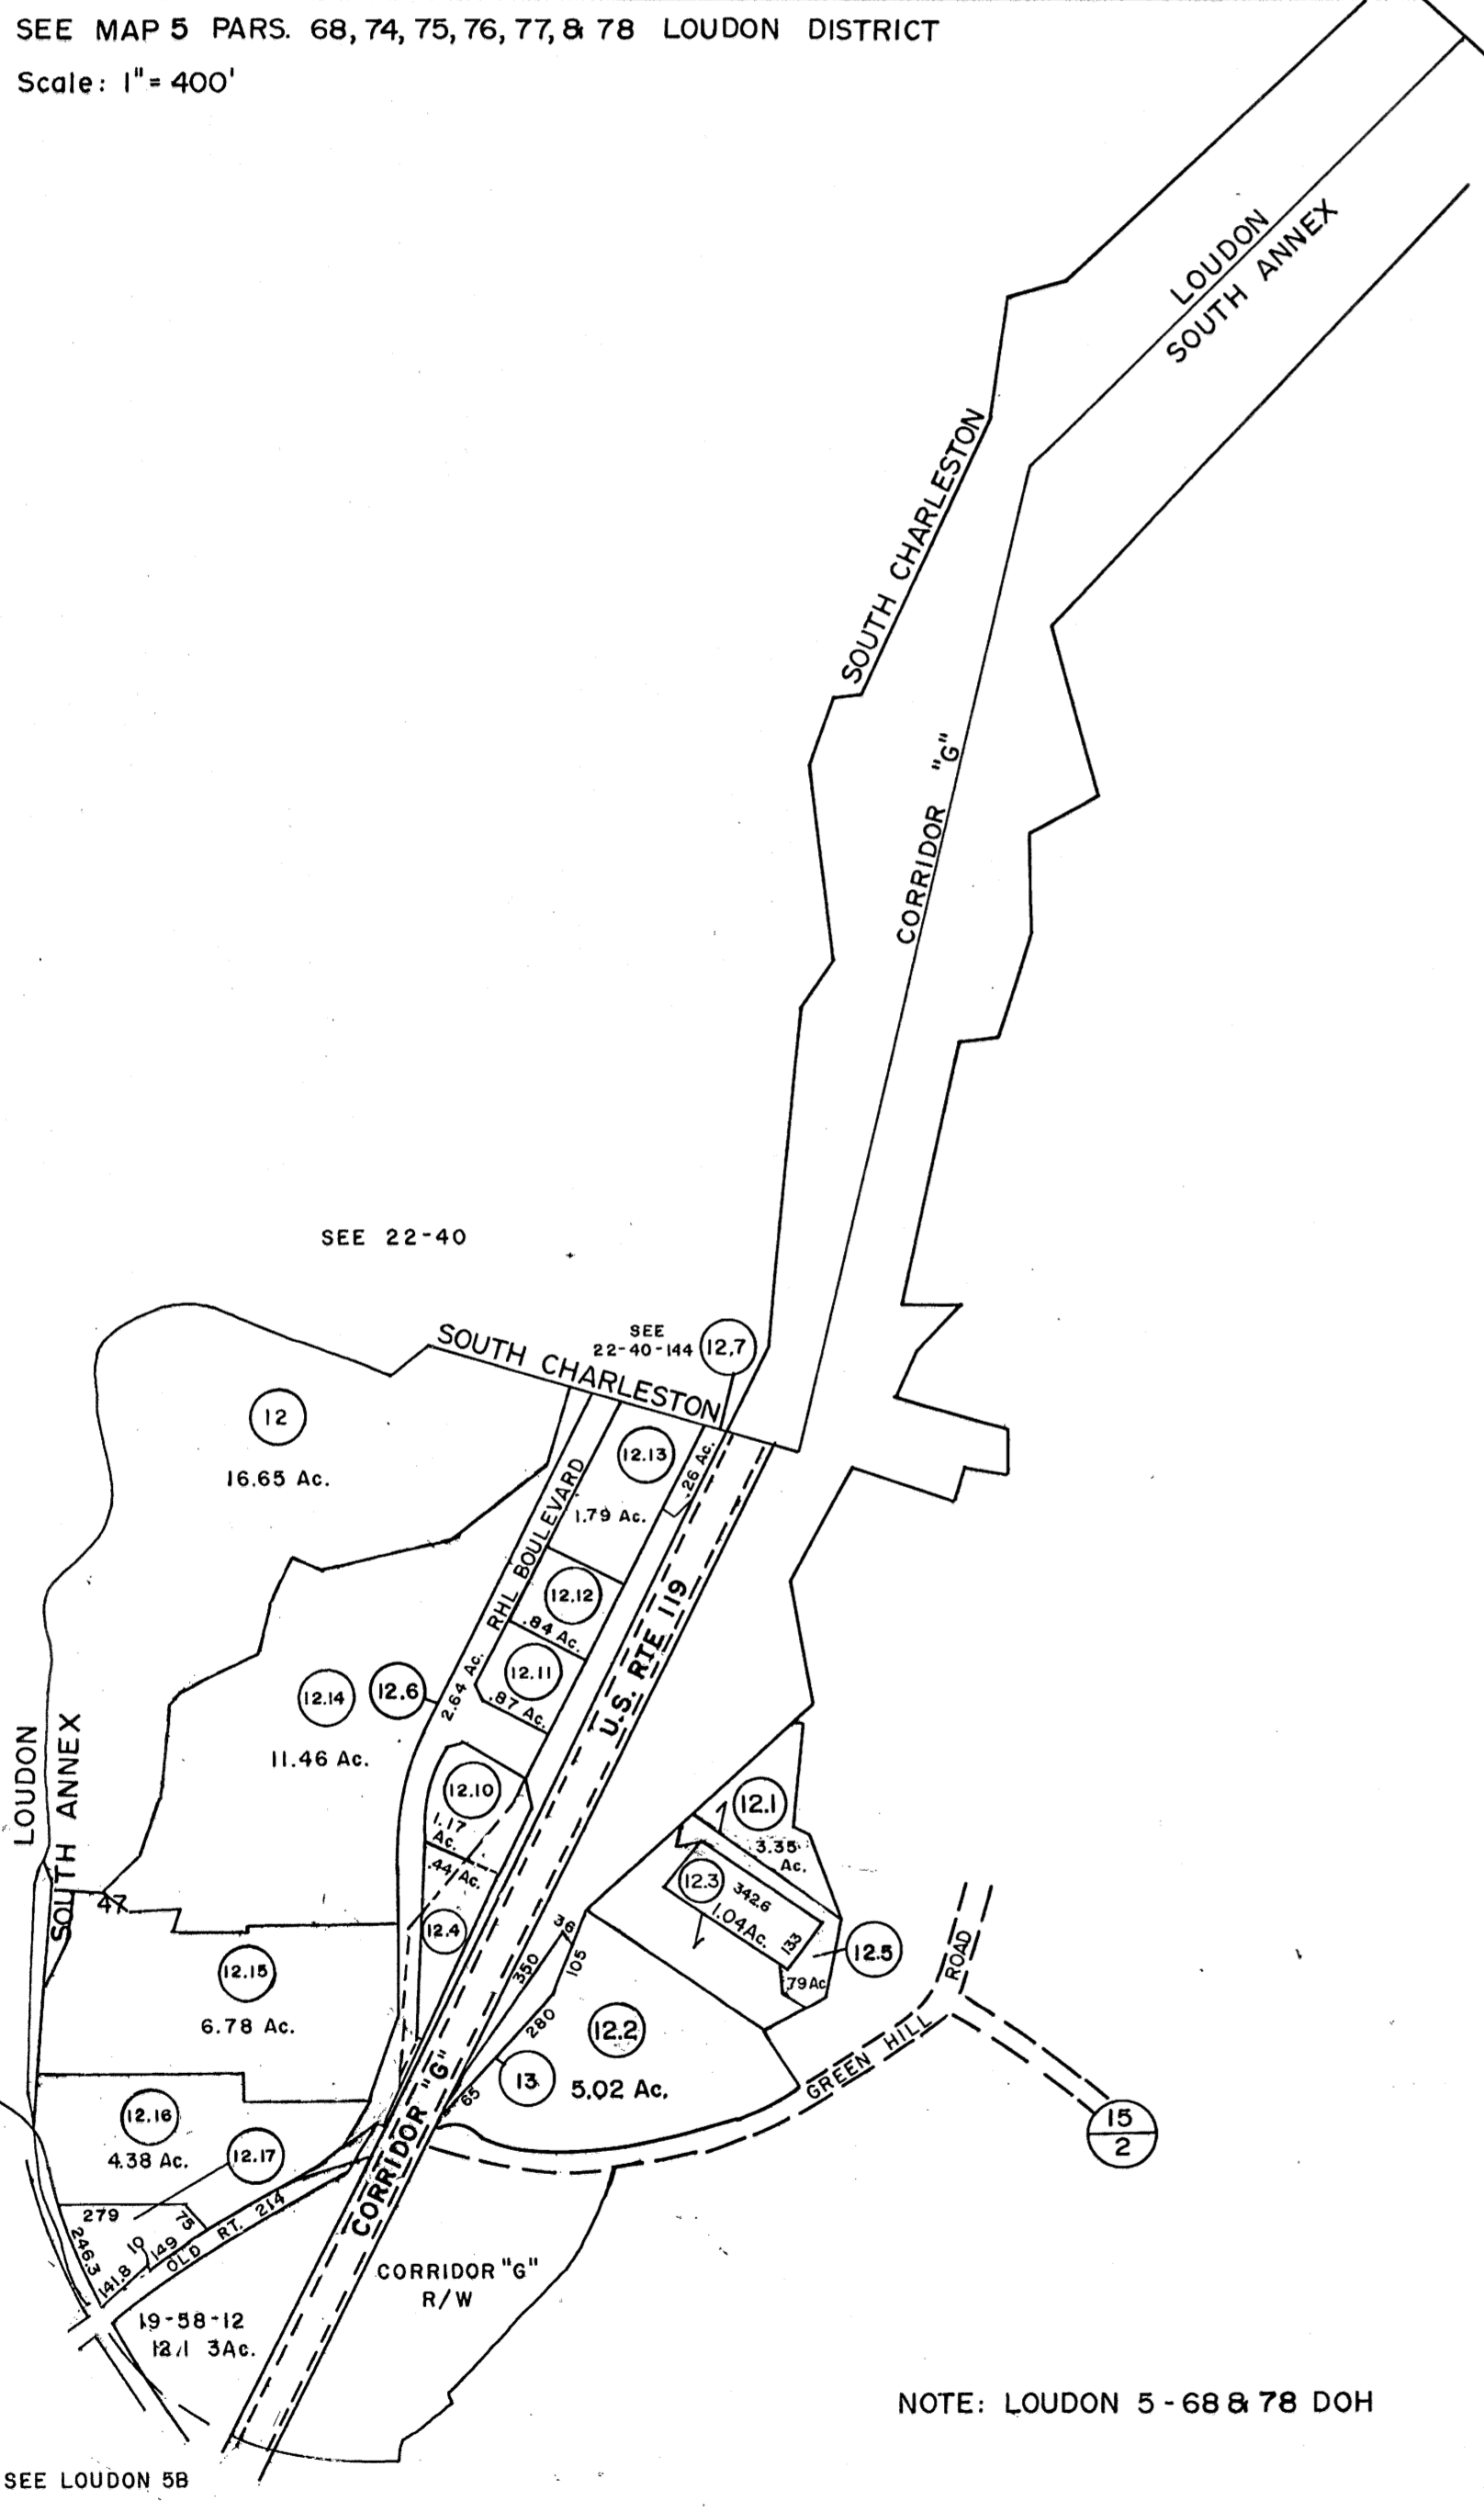 SEE MAP 5 PARS. 68, 74, 75, 76, 77, & 78 LOUDON DISTRICT
Scale: 1"= 400'
LOUDON
SOUTH ANNEX
SOUTH CHARLESTON
CORRIDOR "G"
SEE 22-40
SOUTH CHARLESTON
SEE
22-40-144
12.7
12
16.65 Ac.
12.13
1.79 Ac.
.26 Ac.
RHL BOULEVARD
12.12
.84 Ac.
12.11
.87 Ac.
U.S. RTE 119
12.14
11.46 Ac.
12.6
2.64 Ac.
12.10
1.17
Ac.
.44 Ac.
12.4
LOUDON
SOUTH ANNEX
47
12.1
3.35
Ac.
12.3
342.6
1.04 Ac.
133
12.5
.79 Ac
12.15
6.78 Ac.
36
350
105
280
65
12.2
5.02 Ac.
13
GREEN HILL
ROAD
15
2
12.16
4.38 Ac.
12.17
279
75
246.3
10
149
141.8
OLD RT. 214
CORRIDOR "G"
CORRIDOR "G"
R/W
19-58-12
Ac.
NOTE: LOUDON 5-68 & 78 DOH
SEE LOUDON 5B